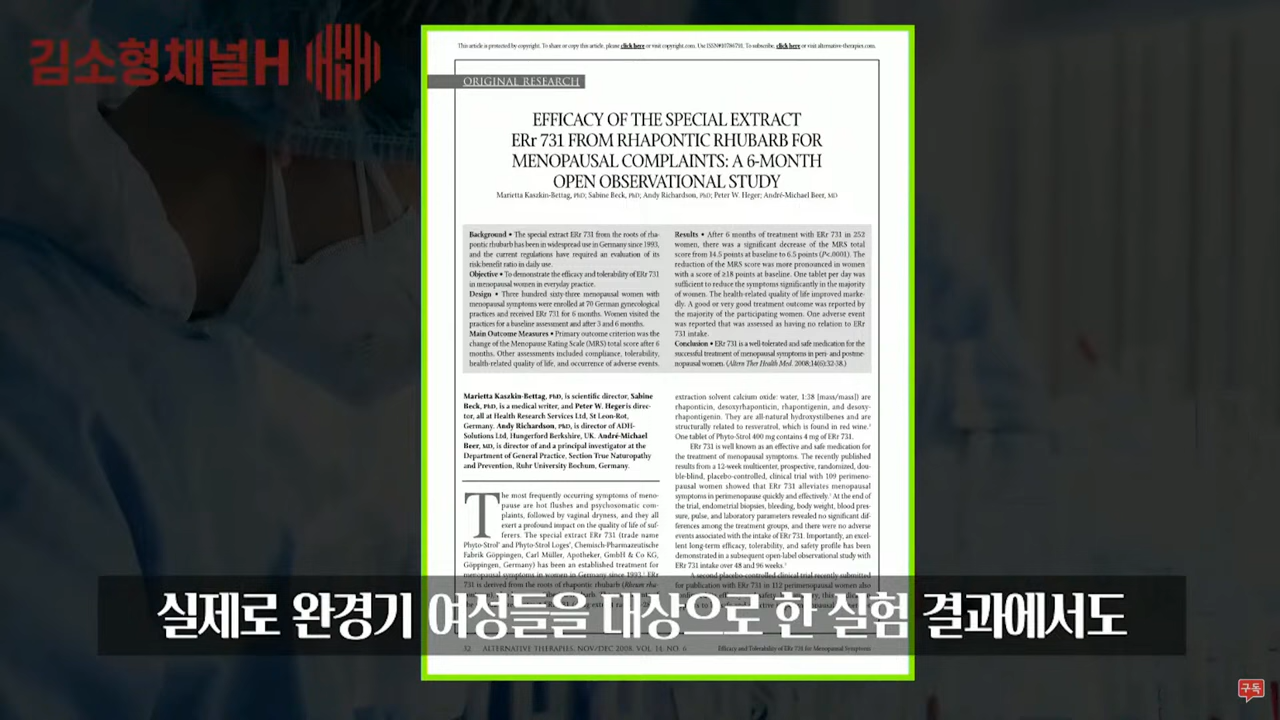 김소형채널H
This article is protected by copyright. To share or copy this article, please click here or visit copyright.com. Use ISSN#10786791. To subscribe, click here or visit alternative-therapies.com.
ORIGINAL RESEARCH
EFFICACY OF THE SPECIAL EXTRACT
ERr 731 FROM RHAPONTIC RHUBARB FOR
MENOPAUSAL COMPLAINTS: A 6-MONTH
OPEN OBSERVATIONAL STUDY
Marietta Kaszkin-Bettag, PhD; Sabine Beck, PhD; Andy Richardson, PhD; Peter W. Heger; André-Michael Beer, MD
Background • The special extract ERr 731 from the roots of rha-
pontic rhubarb has been in widespread use in Germany since 1993,
and the current regulations have required an evaluation of its
risk:benefit ratio in daily use.
Objective • To demonstrate the efficacy and tolerability of ERr 731
in menopausal women in everyday practice.
Design • Three hundred sixty-three menopausal women with
menopausal symptoms were enrolled at 70 German gynecological
practices and received ERr 731 for 6 months. Women visited the
practices for a baseline assessment and after 3 and 6 months.
Main Outcome Measures • Primary outcome criterion was the
change of the Menopause Rating Scale (MRS) total score after 6
months. Other assessments included compliance, tolerability,
health-related quality of life, and occurrence of adverse events.
Results • After 6 months of treatment with ERr 731 in 252
women, there was a significant decrease of the MRS total
score from 14.5 points at baseline to 6.5 points (P<.0001). The
reduction of the MRS score was more pronounced in women
with a score of ≥18 points at baseline. One tablet per day was
sufficient to reduce the symptoms significantly in the majority
of women. The health-related quality of life improved marke-
dly. A good or very good treatment outcome was reported by
the majority of the participating women. One adverse event
was reported that was assessed as having no relation to ERr
731 intake.
Conclusion • ERr 731 is a well-tolerated and safe medication for the
successful treatment of menopausal symptoms in peri- and postme-
nopausal women. (Altern Ther Health Med. 2008;14(6):32-38.)
Marietta Kaszkin-Bettag, PhD, is scientific director, Sabine
Beck, PhD, is a medical writer, and Peter W. Heger is direc-
tor, all at Health Research Services Ltd, St Leon-Rot,
Germany. Andy Richardson, PhD, is director of ADH-
Solutions Ltd, Hungerford Berkshire, UK. André-Michael
Beer, MD, is director of and a principal investigator at the
Department of General Practice, Section True Naturopathy
and Prevention, Ruhr University Bochum, Germany.
The most frequently occurring symptoms of meno-
pause are hot flushes and psychosomatic com-
plaints, followed by vaginal dryness, and they all
exert a profound impact on the quality of life of suf-
ferers. The special extract ERr 731 (trade name
Phyto-Strol and Phyto-Strol Loges, Chemisch-Pharmazeutische
Fabrik Göppingen, Carl Müller, Apotheker, GmbH & Co KG,
Göppingen, Germany) has been an established treatment for
menopausal symptoms in women in Germany since 1993. ERr
731 is derived from the roots of rhapontic rhubarb (Rheum rha-
extraction solvent calcium oxide: water, 1:38 [mass/mass]) are
rhaponticin, desoxyrhaponticin, rhapontigenin, and desoxy-
rhapontigenin. They are all-natural hydroxystilbenes and are
structurally related to resveratrol, which is found in red wine.
One tablet of Phyto-Strol 400 mg contains 4 mg of ERr 731.
ERr 731 is well known as an effective and safe medication for
the treatment of menopausal symptoms. The recently published
results from a 12-week multicenter, prospective, randomized, dou-
ble-blind, placebo-controlled, clinical trial with 109 perimeno-
pausal women showed that ERr 731 alleviates menopausal
symptoms in perimenopause quickly and effectively. At the end of
the trial, endometrial biopsies, bleeding, body weight, blood pres-
sure, pulse, and laboratory parameters revealed no significant dif-
ferences among the treatment groups, and there were no adverse
events associated with the intake of ERr 731. Importantly, an excel-
lent long-term efficacy, tolerability, and safety profile has been
demonstrated in a subsequent open-label observational study with
ERr 731 intake over 48 and 96 weeks.
A second placebo-controlled clinical trial recently submitted
for publication with ERr 731 in 112 perimenopausal women also
실제로 완경기 여성들을 대상으로 한 실험 결과에서도
32 ALTERNATIVE THERAPIES, NOV/DEC 2008, VOL. 14, NO. 6
Efficacy and Tolerability of ERr 731 for Menopausal Symptoms
구독